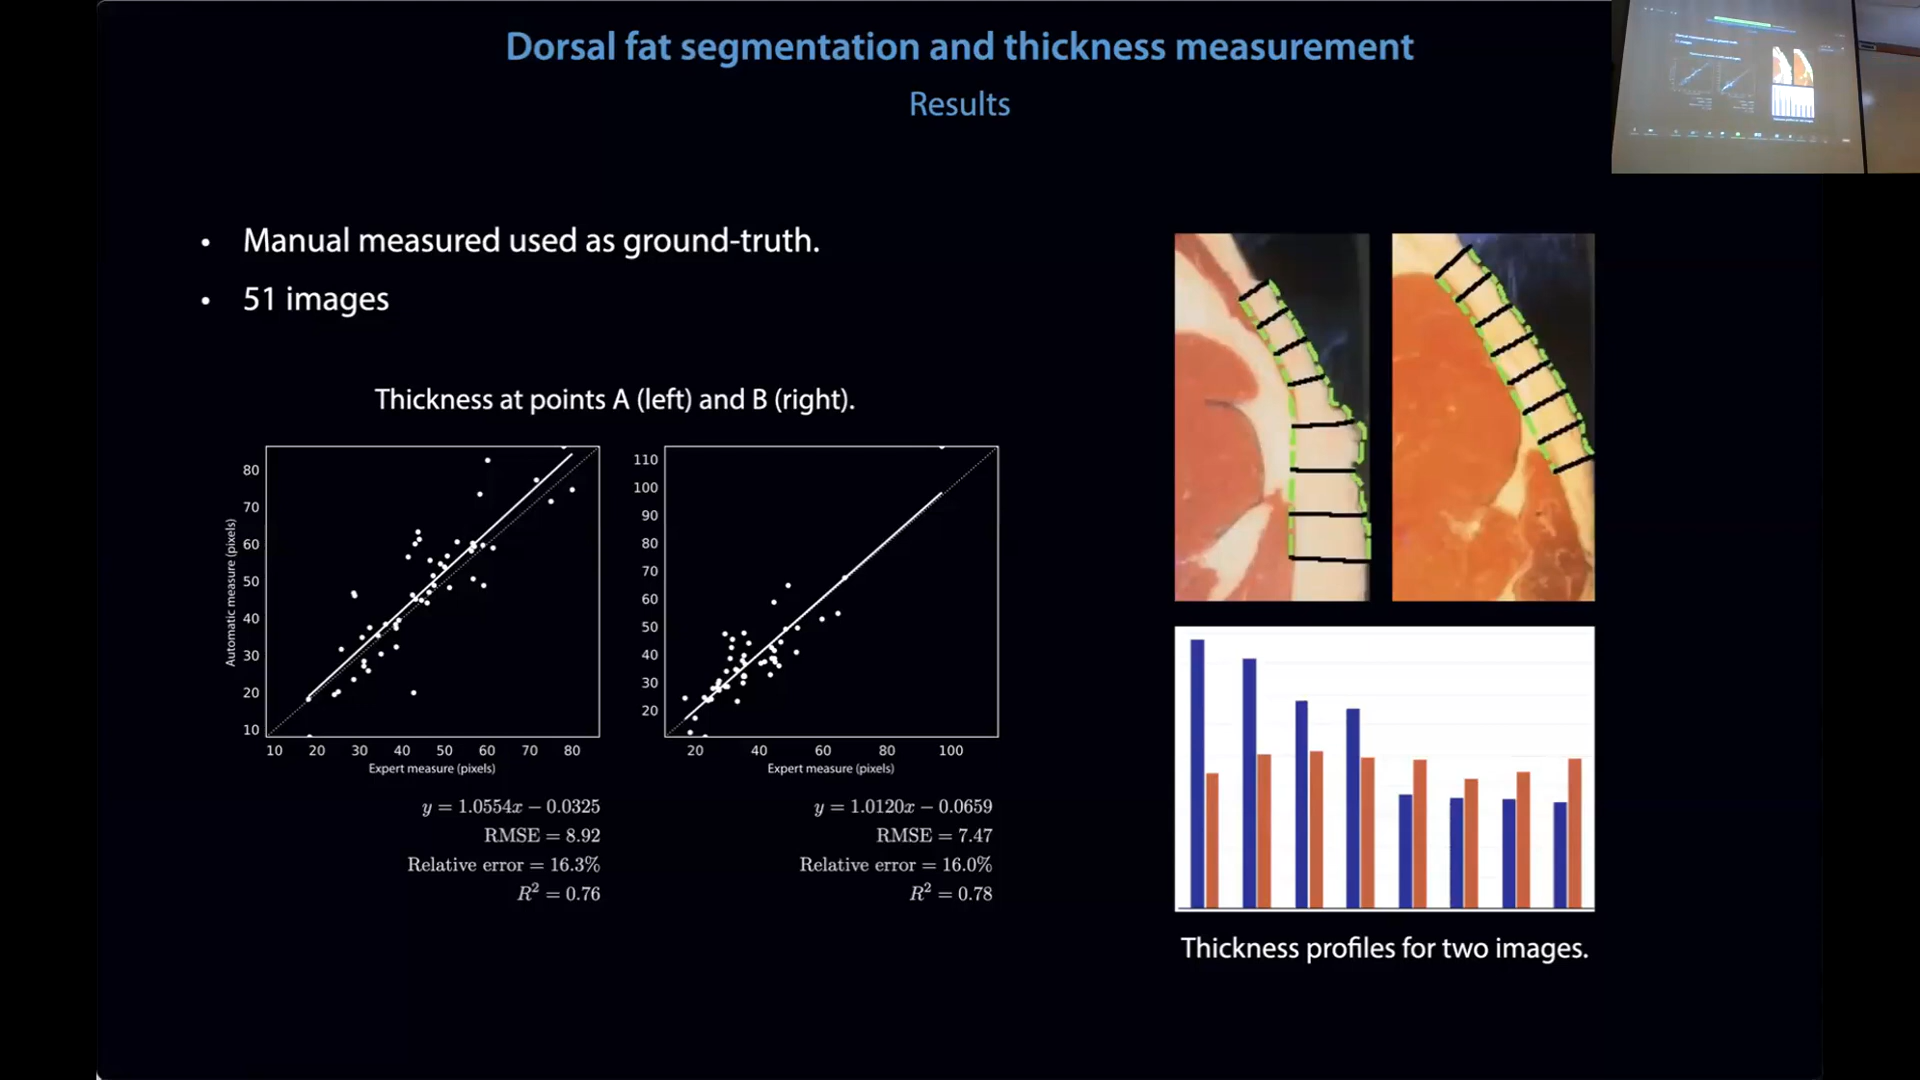 Dorsal fat segmentation and thickness measurement
Results
• Manual measured used as ground-truth.
• 51 images
Thickness at points A (left) and B (right).
80
70
60
50
40
30
20
10
Automatic measure (pixels)
10 20 30 40 50 60 70 80
Expert measure (pixels)
110
100
90
80
70
60
50
40
30
20
20 40 60 80 100
Expert measure (pixels)
y = 1.0554x − 0.0325
RMSE = 8.92
Relative error = 16.3%
R² = 0.76
y = 1.0120x − 0.0659
RMSE = 7.47
Relative error = 16.0%
R² = 0.78
Thickness profiles for two images.